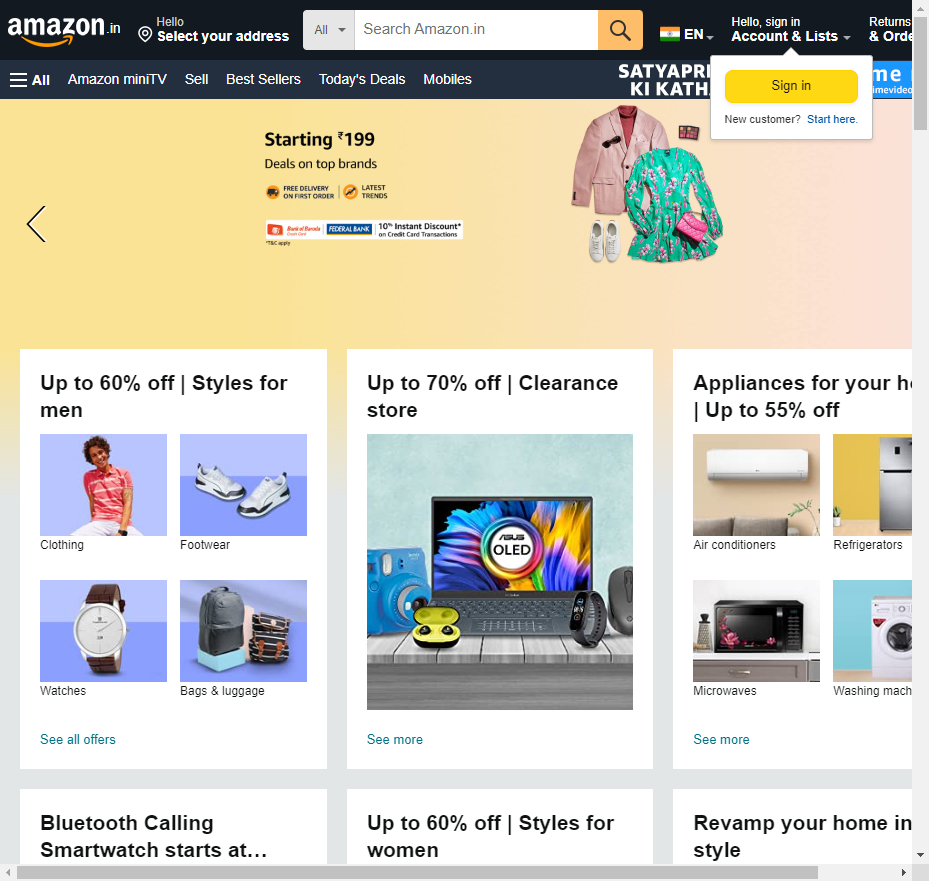 amazon.in
Hello
Select your address
All
Search Amazon.in
EN
Hello, sign in
Account & Lists
Returns
& Orde
All
Amazon miniTV
Sell
Best Sellers
Today's Deals
Mobiles
SATYAPRE
KI KATHA
me
imevideo
Sign in
New customer? Start here.
Starting ₹199
Deals on top brands
FREE DELIVERY
ON FIRST ORDER
LATEST
TRENDS
Bank of Baroda
Credit Card
FEDERAL BANK
10% Instant Discount*
on Credit Card Transactions
*T&C apply
Up to 60% off | Styles for
men
Clothing
Footwear
Watches
Bags & luggage
See all offers
Up to 70% off | Clearance
store
ASUS
OLED
See more
Appliances for your ho
| Up to 55% off
Air conditioners
Refrigerators
Microwaves
Washing mach
See more
Bluetooth Calling
Smartwatch starts at…
Up to 60% off | Styles for
women
Revamp your home in
style